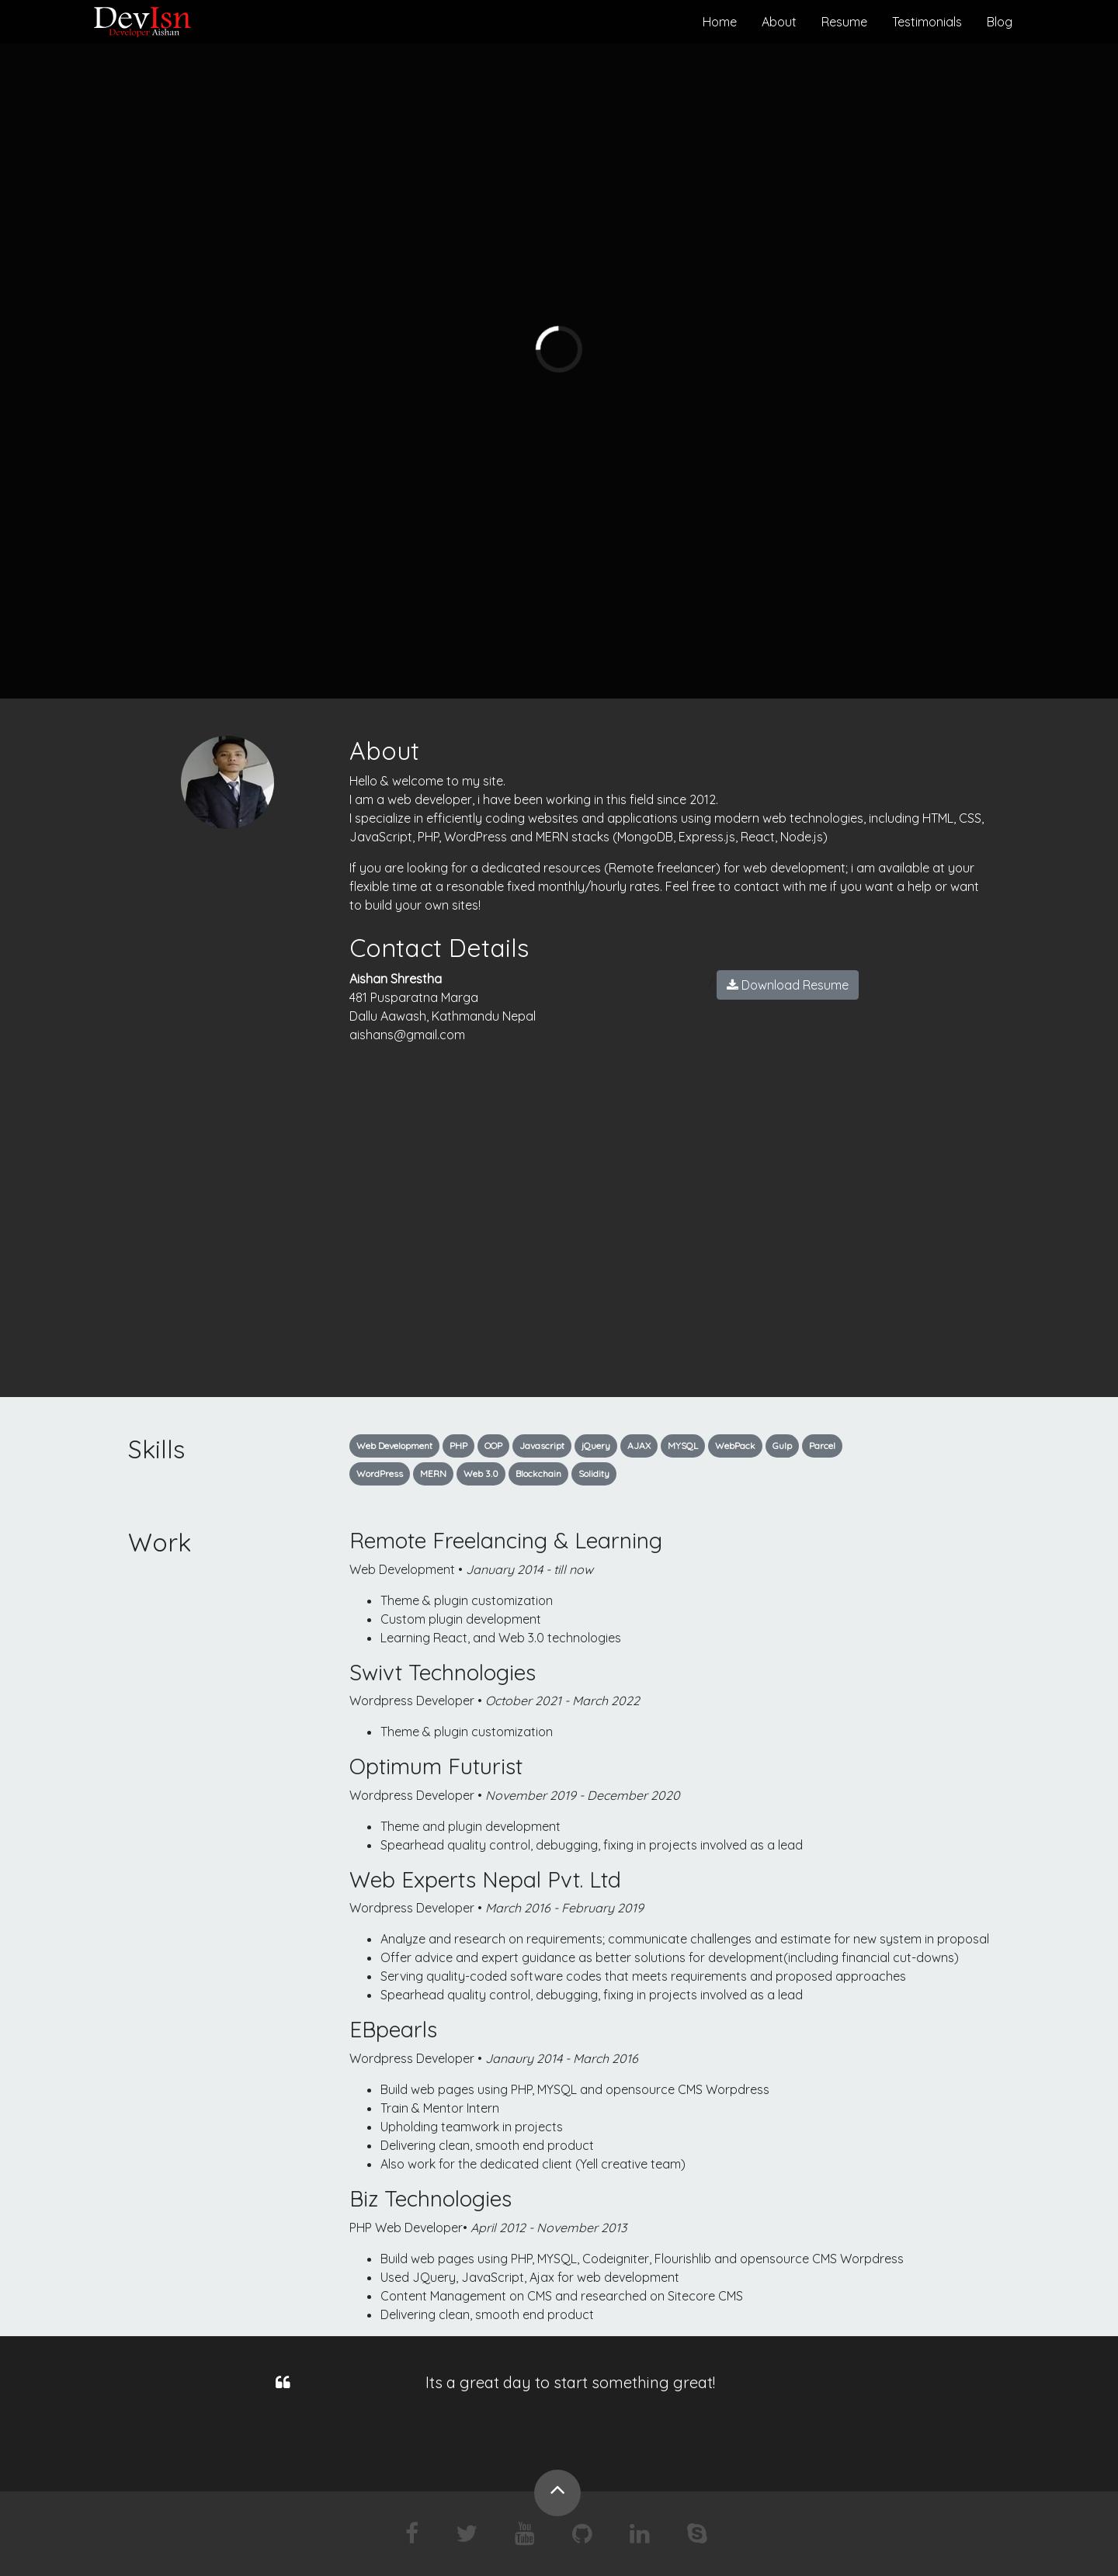 DevIsn
Developer Aishan
Home About Resume Testimonials Blog
About
Hello & welcome to my site.
I am a web developer, i have been working in this field since 2012.
I specialize in efficiently coding websites and applications using modern web technologies, including HTML, CSS,
JavaScript, PHP, WordPress and MERN stacks (MongoDB, Express.js, React, Node.js)
If you are looking for a dedicated resources (Remote freelancer) for web development; i am available at your
flexible time at a resonable fixed monthly/hourly rates. Feel free to contact with me if you want a help or want
to build your own sites!
Contact Details
Aishan Shrestha
481 Pusparatna Marga
Dallu Aawash, Kathmandu Nepal
aishans@gmail.com
Download Resume
Skills
Web Development PHP OOP Javascript jQuery AJAX MYSQL WebPack Gulp Parcel
WordPress MERN Web 3.0 Blockchain Solidity
Work
Remote Freelancing & Learning
Web Development • January 2014 - till now
• Theme & plugin customization
• Custom plugin development
• Learning React, and Web 3.0 technologies
Swivt Technologies
Wordpress Developer • October 2021 - March 2022
• Theme & plugin customization
Optimum Futurist
Wordpress Developer • November 2019 - December 2020
• Theme and plugin development
• Spearhead quality control, debugging, fixing in projects involved as a lead
Web Experts Nepal Pvt. Ltd
Wordpress Developer • March 2016 - February 2019
• Analyze and research on requirements; communicate challenges and estimate for new system in proposal
• Offer advice and expert guidance as better solutions for development(including financial cut-downs)
• Serving quality-coded software codes that meets requirements and proposed approaches
• Spearhead quality control, debugging, fixing in projects involved as a lead
EBpearls
Wordpress Developer • Janaury 2014 - March 2016
• Build web pages using PHP, MYSQL and opensource CMS Worpdress
• Train & Mentor Intern
• Upholding teamwork in projects
• Delivering clean, smooth end product
• Also work for the dedicated client (Yell creative team)
Biz Technologies
PHP Web Developer• April 2012 - November 2013
• Build web pages using PHP, MYSQL, Codeigniter, Flourishlib and opensource CMS Worpdress
• Used JQuery, JavaScript, Ajax for web development
• Content Management on CMS and researched on Sitecore CMS
• Delivering clean, smooth end product
Its a great day to start something great!
You
Tube